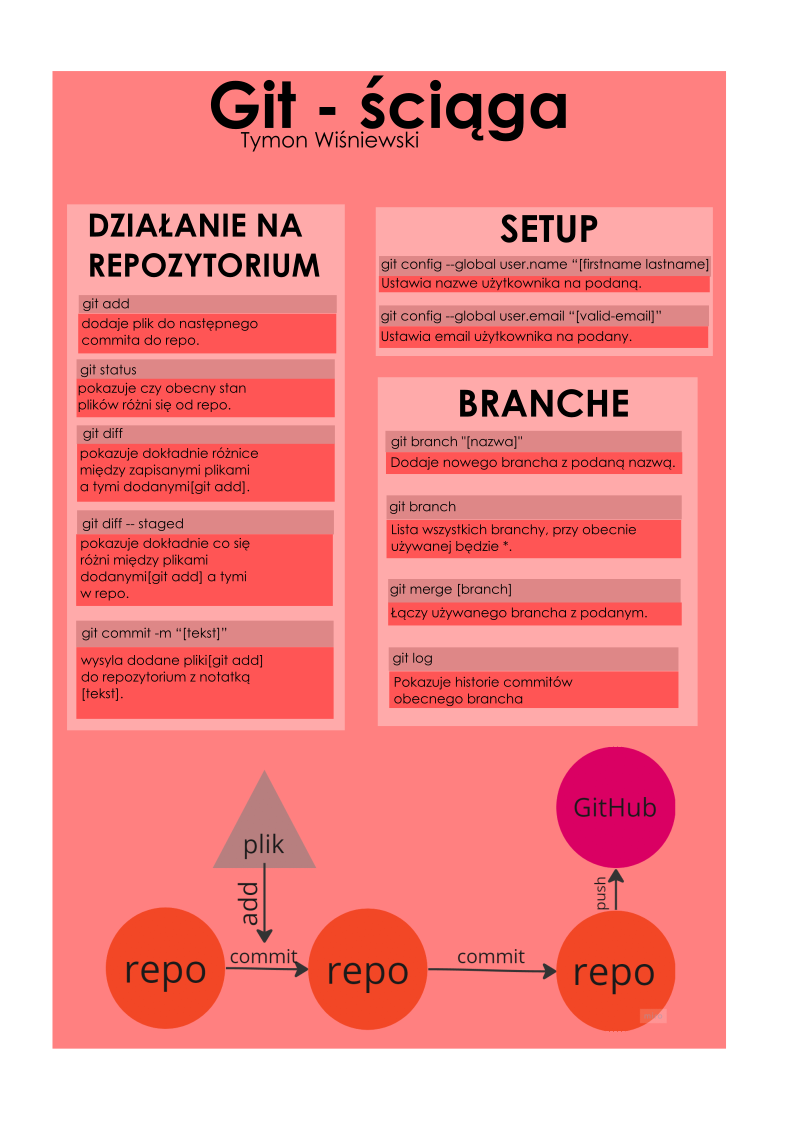 Git - ściąga
Tymon Wiśniewski
DZIAŁANIE NA
REPOZYTORIUM
git add
dodaje plik do następnego
commita do repo.
git status
pokazuje czy obecny stan
plików różni się od repo.
git diff
pokazuje dokładnie różnice
między zapisanymi plikami
a tymi dodanymi[git add].
git diff -- staged
pokazuje dokładnie co się
różni między plikami
dodanymi[git add] a tymi
w repo.
git commit -m “[tekst]”
wysyla dodane pliki[git add]
do repozytorium z notatką
[tekst].
SETUP
git config --global user.name “[firstname lastname]
Ustawia nazwe użytkownika na podaną.
git config --global user.email “[valid-email]”
Ustawia email użytkownika na podany.
BRANCHE
git branch "[nazwa]"
Dodaje nowego brancha z podaną nazwą.
git branch
Lista wszystkich branchy, przy obecnie
używanej będzie *.
git merge [branch]
Łączy używanego brancha z podanym.
git log
Pokazuje historie commitów
obecnego brancha
plik
add
repo
commit
repo
commit
repo
push
GitHub